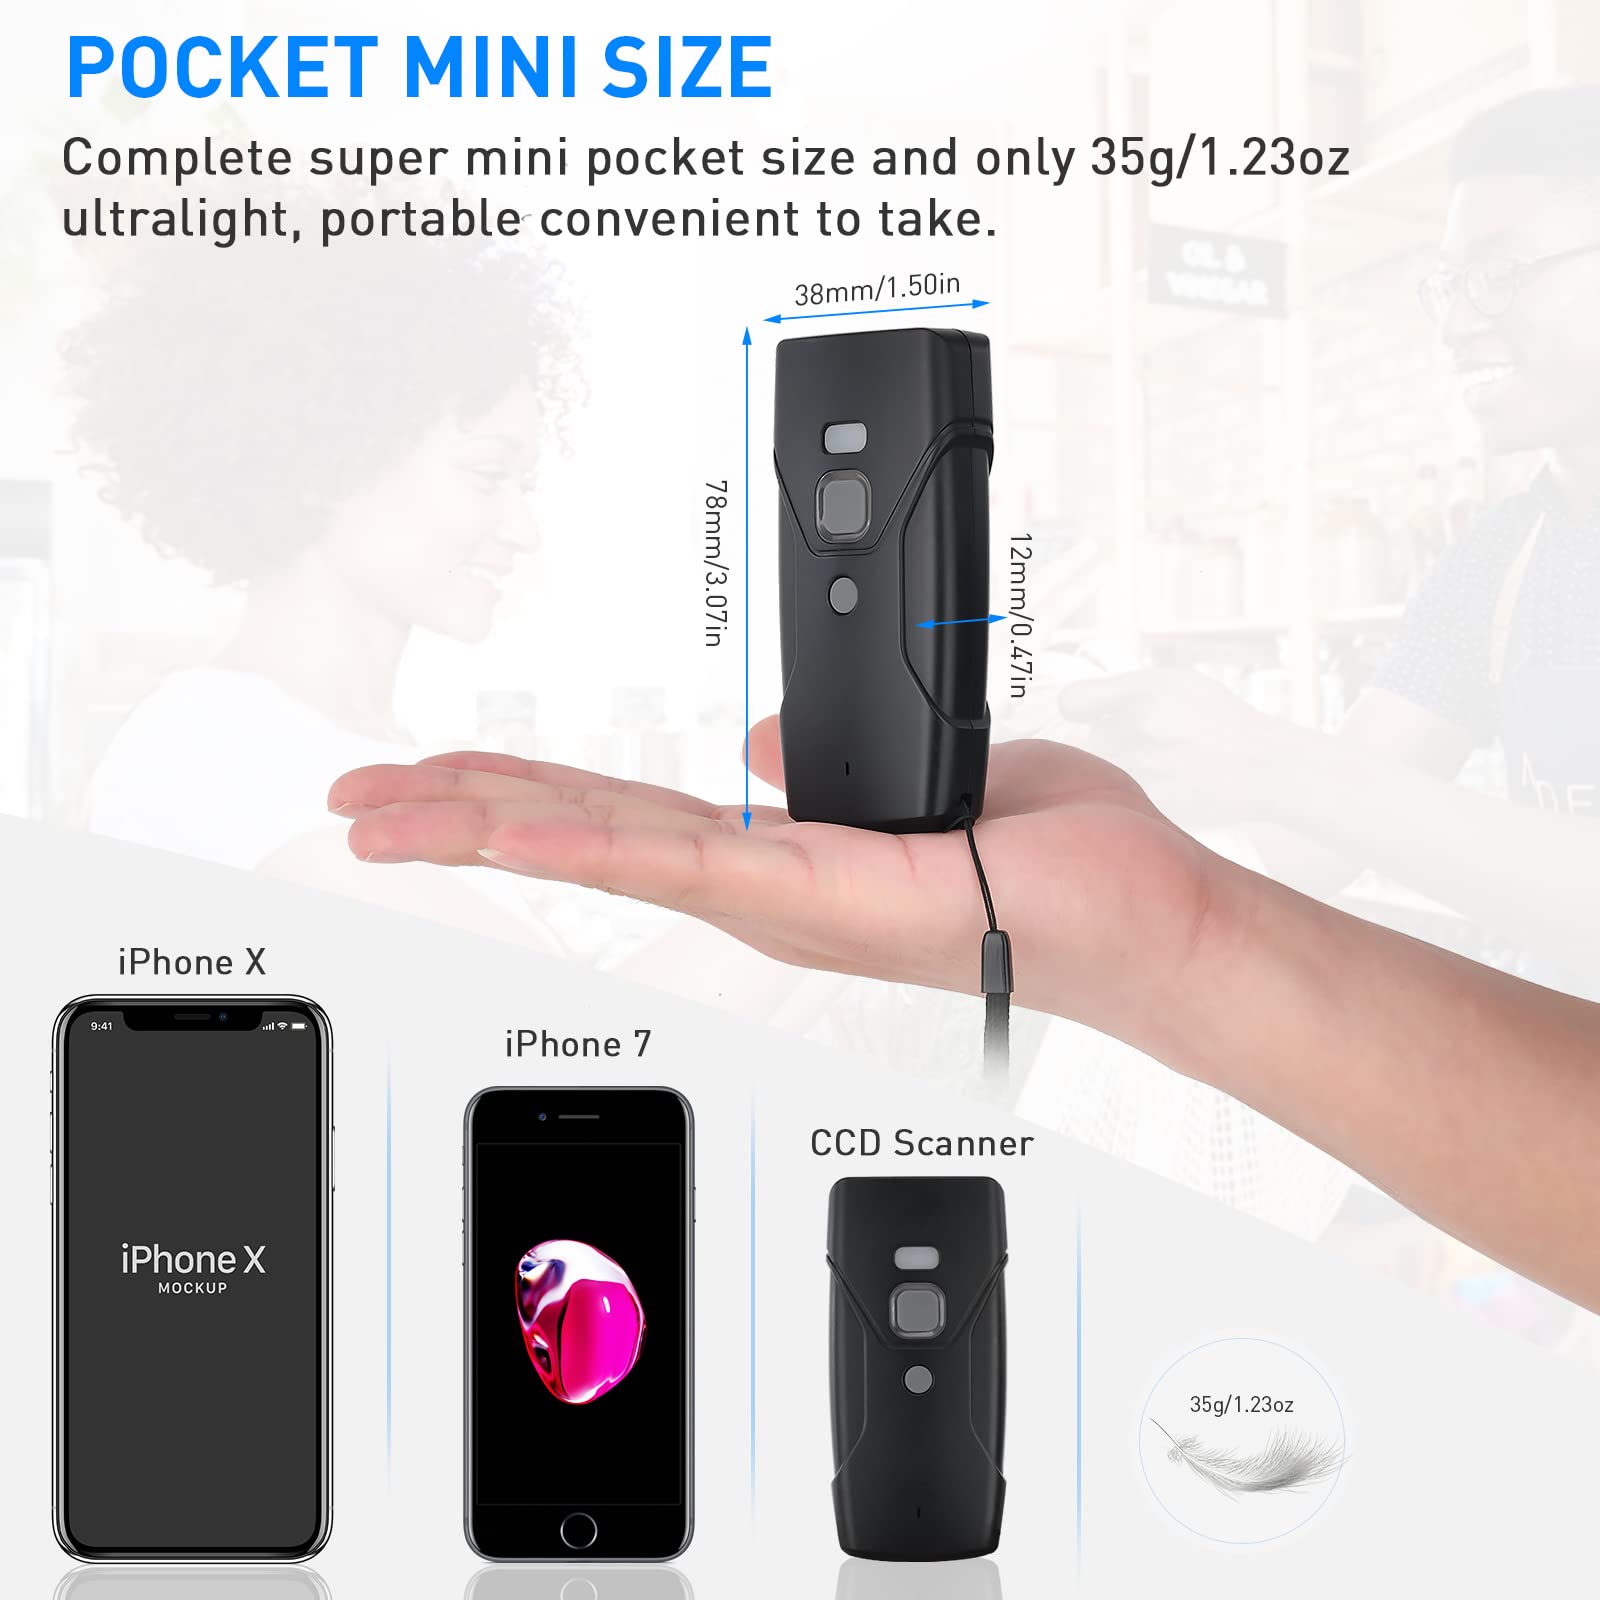 POCKET MINI SIZE
Complete super mini pocket size and only 35g/1.23oz
ultralight, portable convenient to take.
38mm/1.50in
78mm/3.07in
12mm/0.47in
iPhone X
9:41
iPhone X
MOCKUP
iPhone 7
CCD Scanner
35g/1.23oz